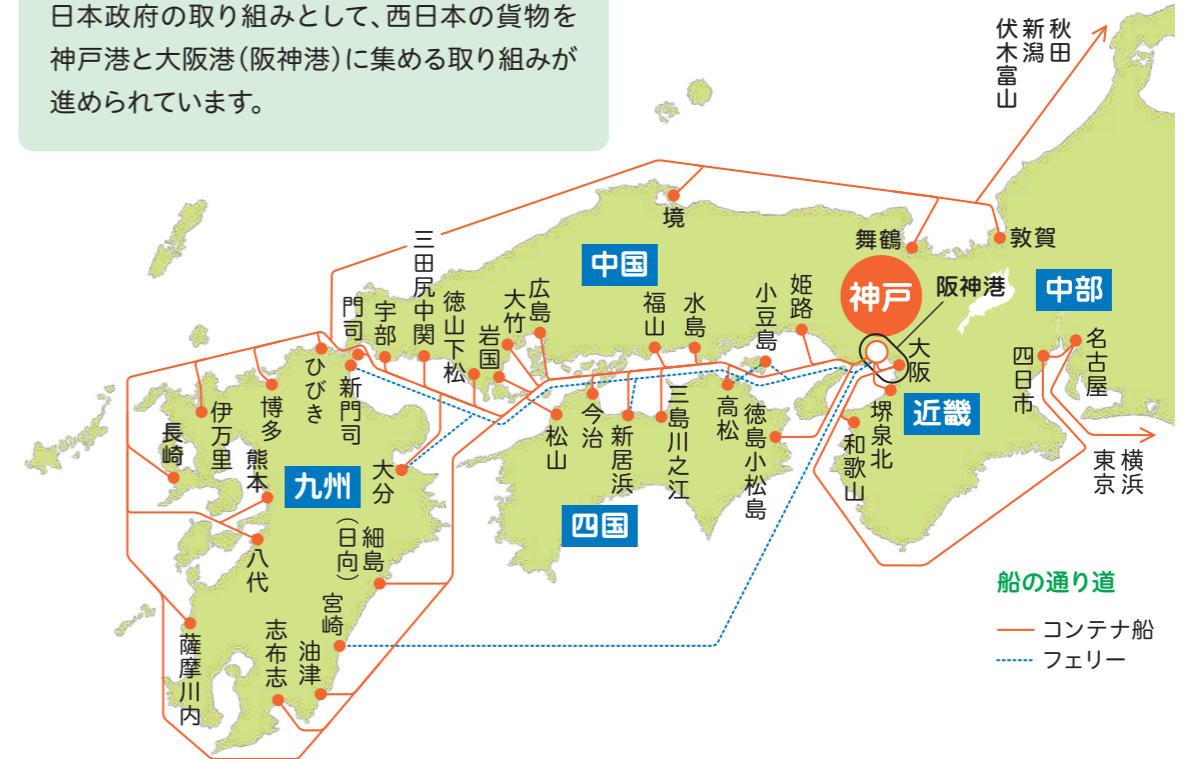 日本政府の取り組みとして、西日本の貨物を
神戸港と大阪港(阪神港)に集める取り組みが
進められています。
秋田
新潟
伏木富山
境
舞鶴
敦賀
中国
神戸
阪神港
中部
三田尻中関
門司
宇部
徳山下松
岩国
大竹
広島
福山
水島
小豆島
姫路
大阪
名古屋
四日市
ひびき
新門司
伊万里
博多
長崎
熊本
九州
大分
松山
今治
新居浜
三島川之江
高松
徳島小松島
和歌山
堺泉北
近畿
横浜
東京
四国
八代
細島
(日向)
宮崎
油津
志布志
薩摩川内
船の通り道
コンテナ船
フェリー